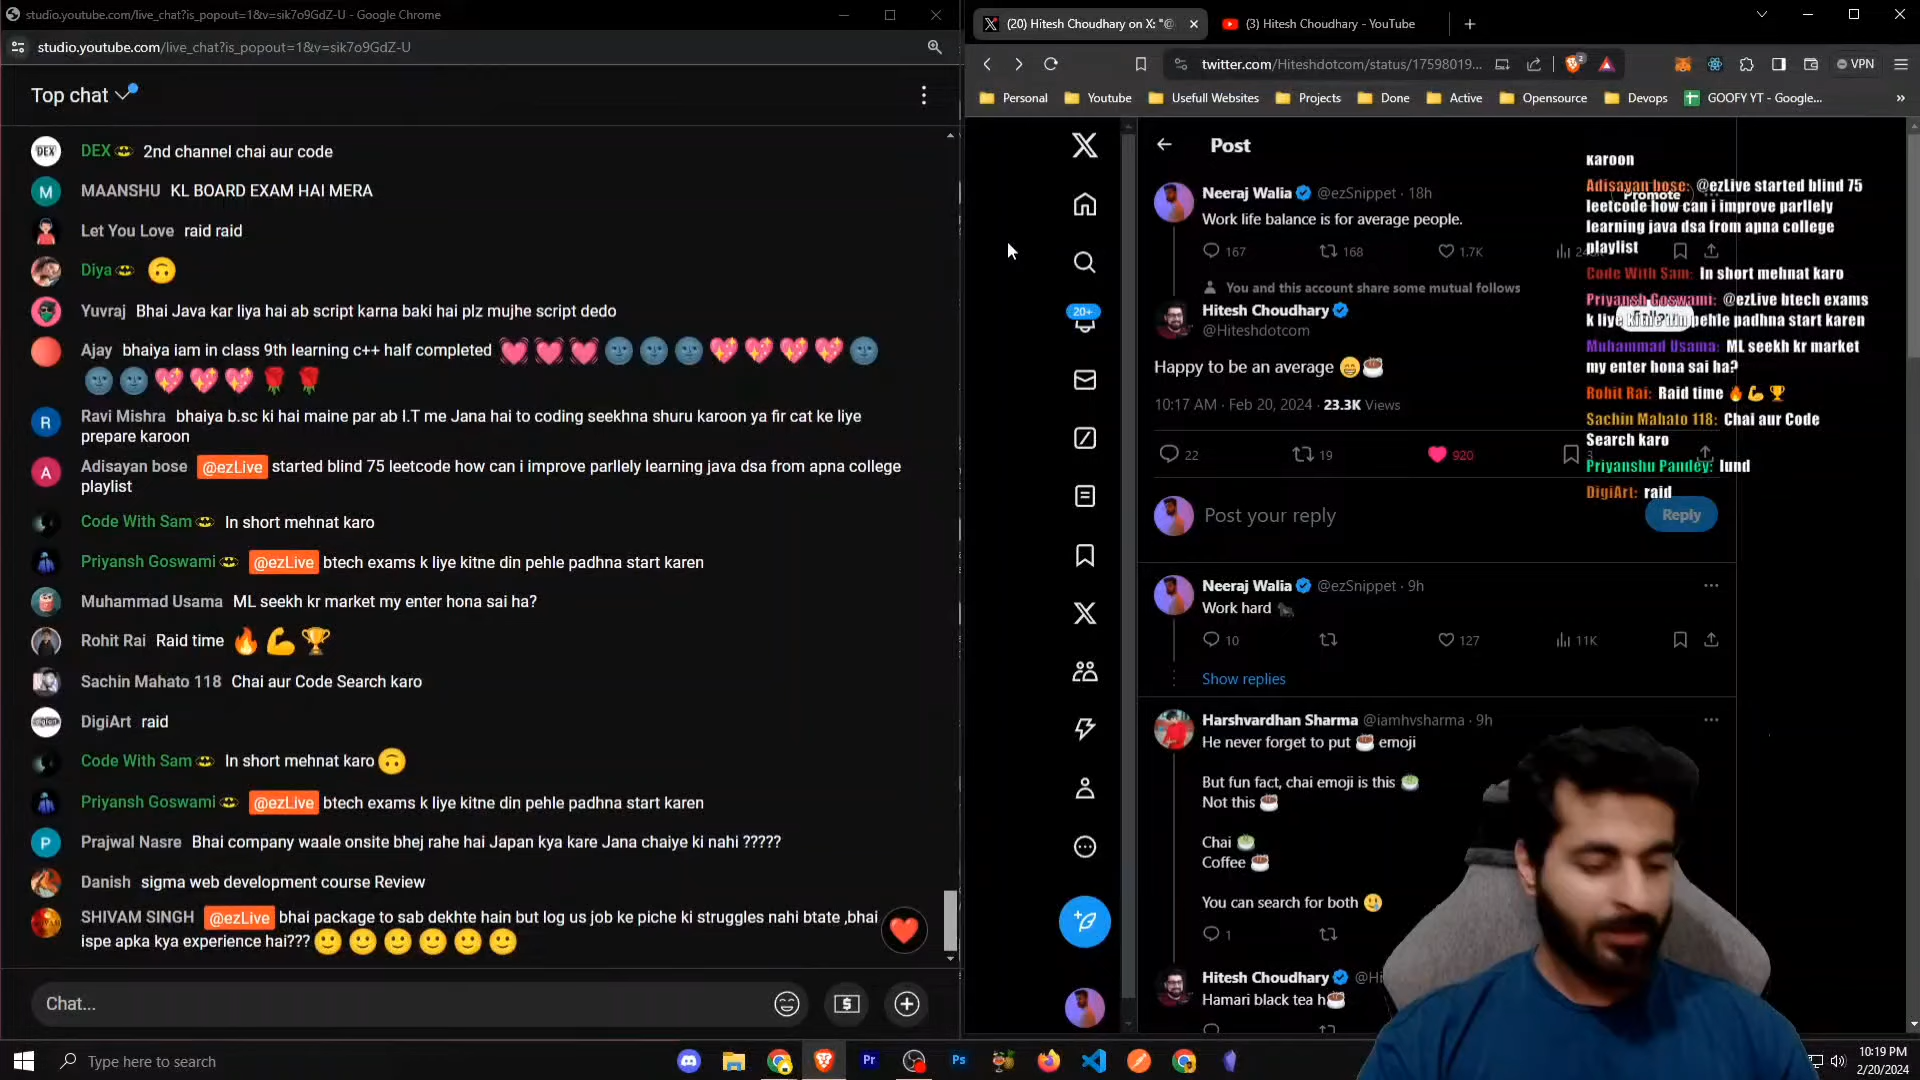 studio.youtube.com/live_chat?is_popout=1&v=sik7o9GdZ-U - Google Chrome
studio.youtube.com/live_chat?is_popout=1&v=sik7o9GdZ-U
Top chat
DEX 2nd channel chai aur code
MAANSHU KL BOARD EXAM HAI MERA
Let You Love raid raid
Diya 🙃
Yuvraj Bhai Java kar liya hai ab script karna baki hai plz mujhe script dedo
Ajay bhaiya iam in class 9th learning c++ half completed 💓💓💓🌚🌚🌚💖💖💖💖🌚
🌚🌚💖💖💖🌹🌹
Ravi Mishra bhaiya b.sc ki hai maine par ab I.T me Jana hai to coding seekhna shuru karoon ya fir cat ke liye
prepare karoon
Adisayan bose @ezLive started blind 75 leetcode how can i improve parllely learning java dsa from apna college
playlist
Code With Sam In short mehnat karo
Priyansh Goswami @ezLive btech exams k liye kitne din pehle padhna start karen
Muhammad Usama ML seekh kr market my enter hona sai ha?
Rohit Rai Raid time 🔥💪🏆
Sachin Mahato 118 Chai aur Code Search karo
DigiArt raid
Code With Sam In short mehnat karo 🙃
Priyansh Goswami @ezLive btech exams k liye kitne din pehle padhna start karen
Prajwal Nasre Bhai company waale onsite bhej rahe hai Japan kya kare Jana chaiye ki nahi ?????
Danish sigma web development course Review
SHIVAM SINGH @ezLive bhai package to sab dekhte hain but log us job ke piche ki struggles nahi btate ,bhai
ispe apka kya experience hai??? 🙂🙂🙂🙂🙂🙂
Chat...
(20) Hitesh Choudhary on X: "@
(3) Hitesh Choudhary - YouTube
twitter.com/Hiteshdotcom/status/17598019...
2
VPN
Personal
Youtube
Usefull Websites
Projects
Done
Active
Opensource
Devops
GOOFY YT - Google...
»
20+
Post
Neeraj Walia @ezSnippet · 18h
Promote
Work life balance is for average people.
167
168
1.7K
You and this account share some mutual follows
Hitesh Choudhary
@Hiteshdotcom
Happy to be an average 😁☕
10:17 AM · Feb 20, 2024 · 23.3K Views
22
19
920
3
Post your reply
Reply
Neeraj Walia @ezSnippet · 9h
Work hard 🐂
10
127
11K
Show replies
Harshvardhan Sharma @iamhvsharma · 9h
He never forget to put ☕ emoji
But fun fact, chai emoji is this 🍵
Not this ☕
Chai 🍵
Coffee ☕
You can search for both 🥲
1
Hitesh Choudhary @Hi
Hamari black tea h☕
karoon
Adisayan bose: @ezLive started blind 75
leetcode how can i improve parllely
learning java dsa from apna college
playlist
Code With Sam: In short mehnat karo
Priyansh Goswami: @ezLive btech exams
k liye kitne din pehle padhna start karen
Muhammad Usama: ML seekh kr market
my enter hona sai ha?
Rohit Rai: Raid time 🔥💪🏆
Sachin Mahato 118: Chai aur Code
Search karo
Priyanshu Pandey: lund
DigiArt: raid
Type here to search
Pr
Ps
10:19 PM
2/20/2024